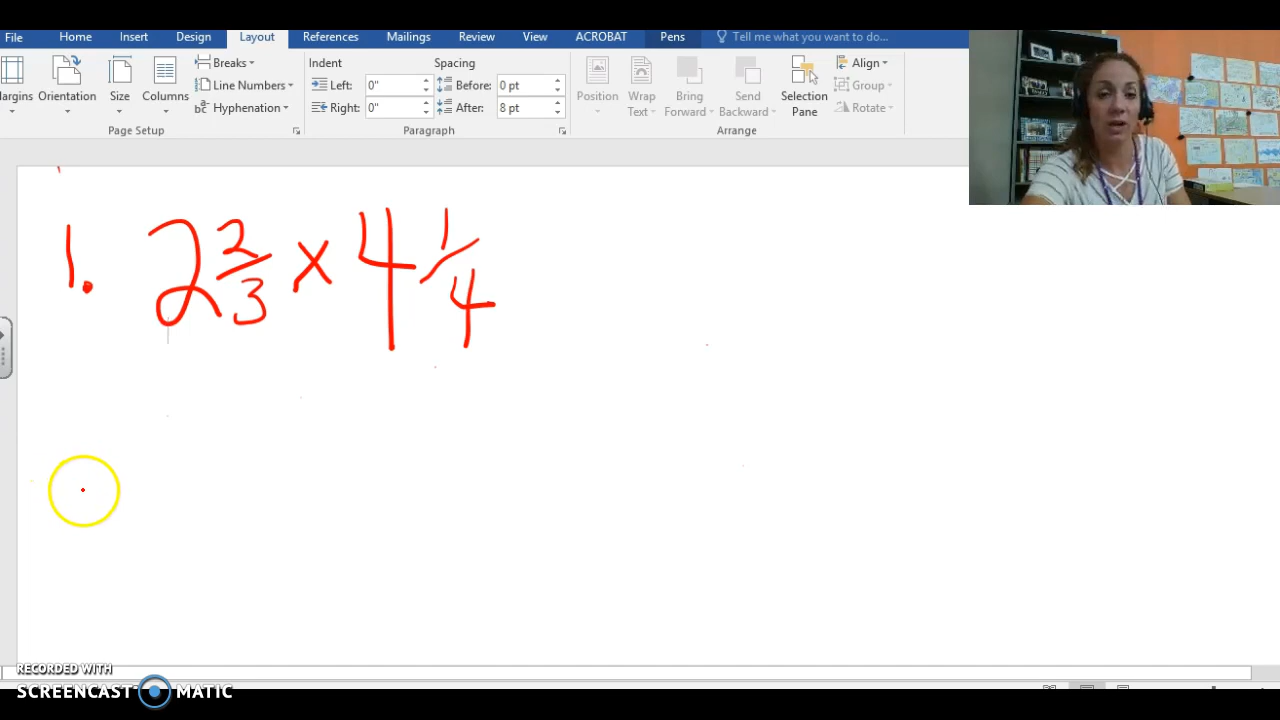 File Home Insert Design Layout References Mailings Review View ACROBAT Pens Tell me what you want to do...
Breaks Indent Spacing Align
Line Numbers Left: 0" Before: 0 pt Group
Hyphenation Right: 0" After: 8 pt Rotate
argins Orientation Size Columns Position Wrap Text Bring Forward Send Backward Selection Pane
Page Setup Paragraph Arrange
1. 2 2/3 x 4 1/4
RECORDED WITH
SCREENCAST MATIC